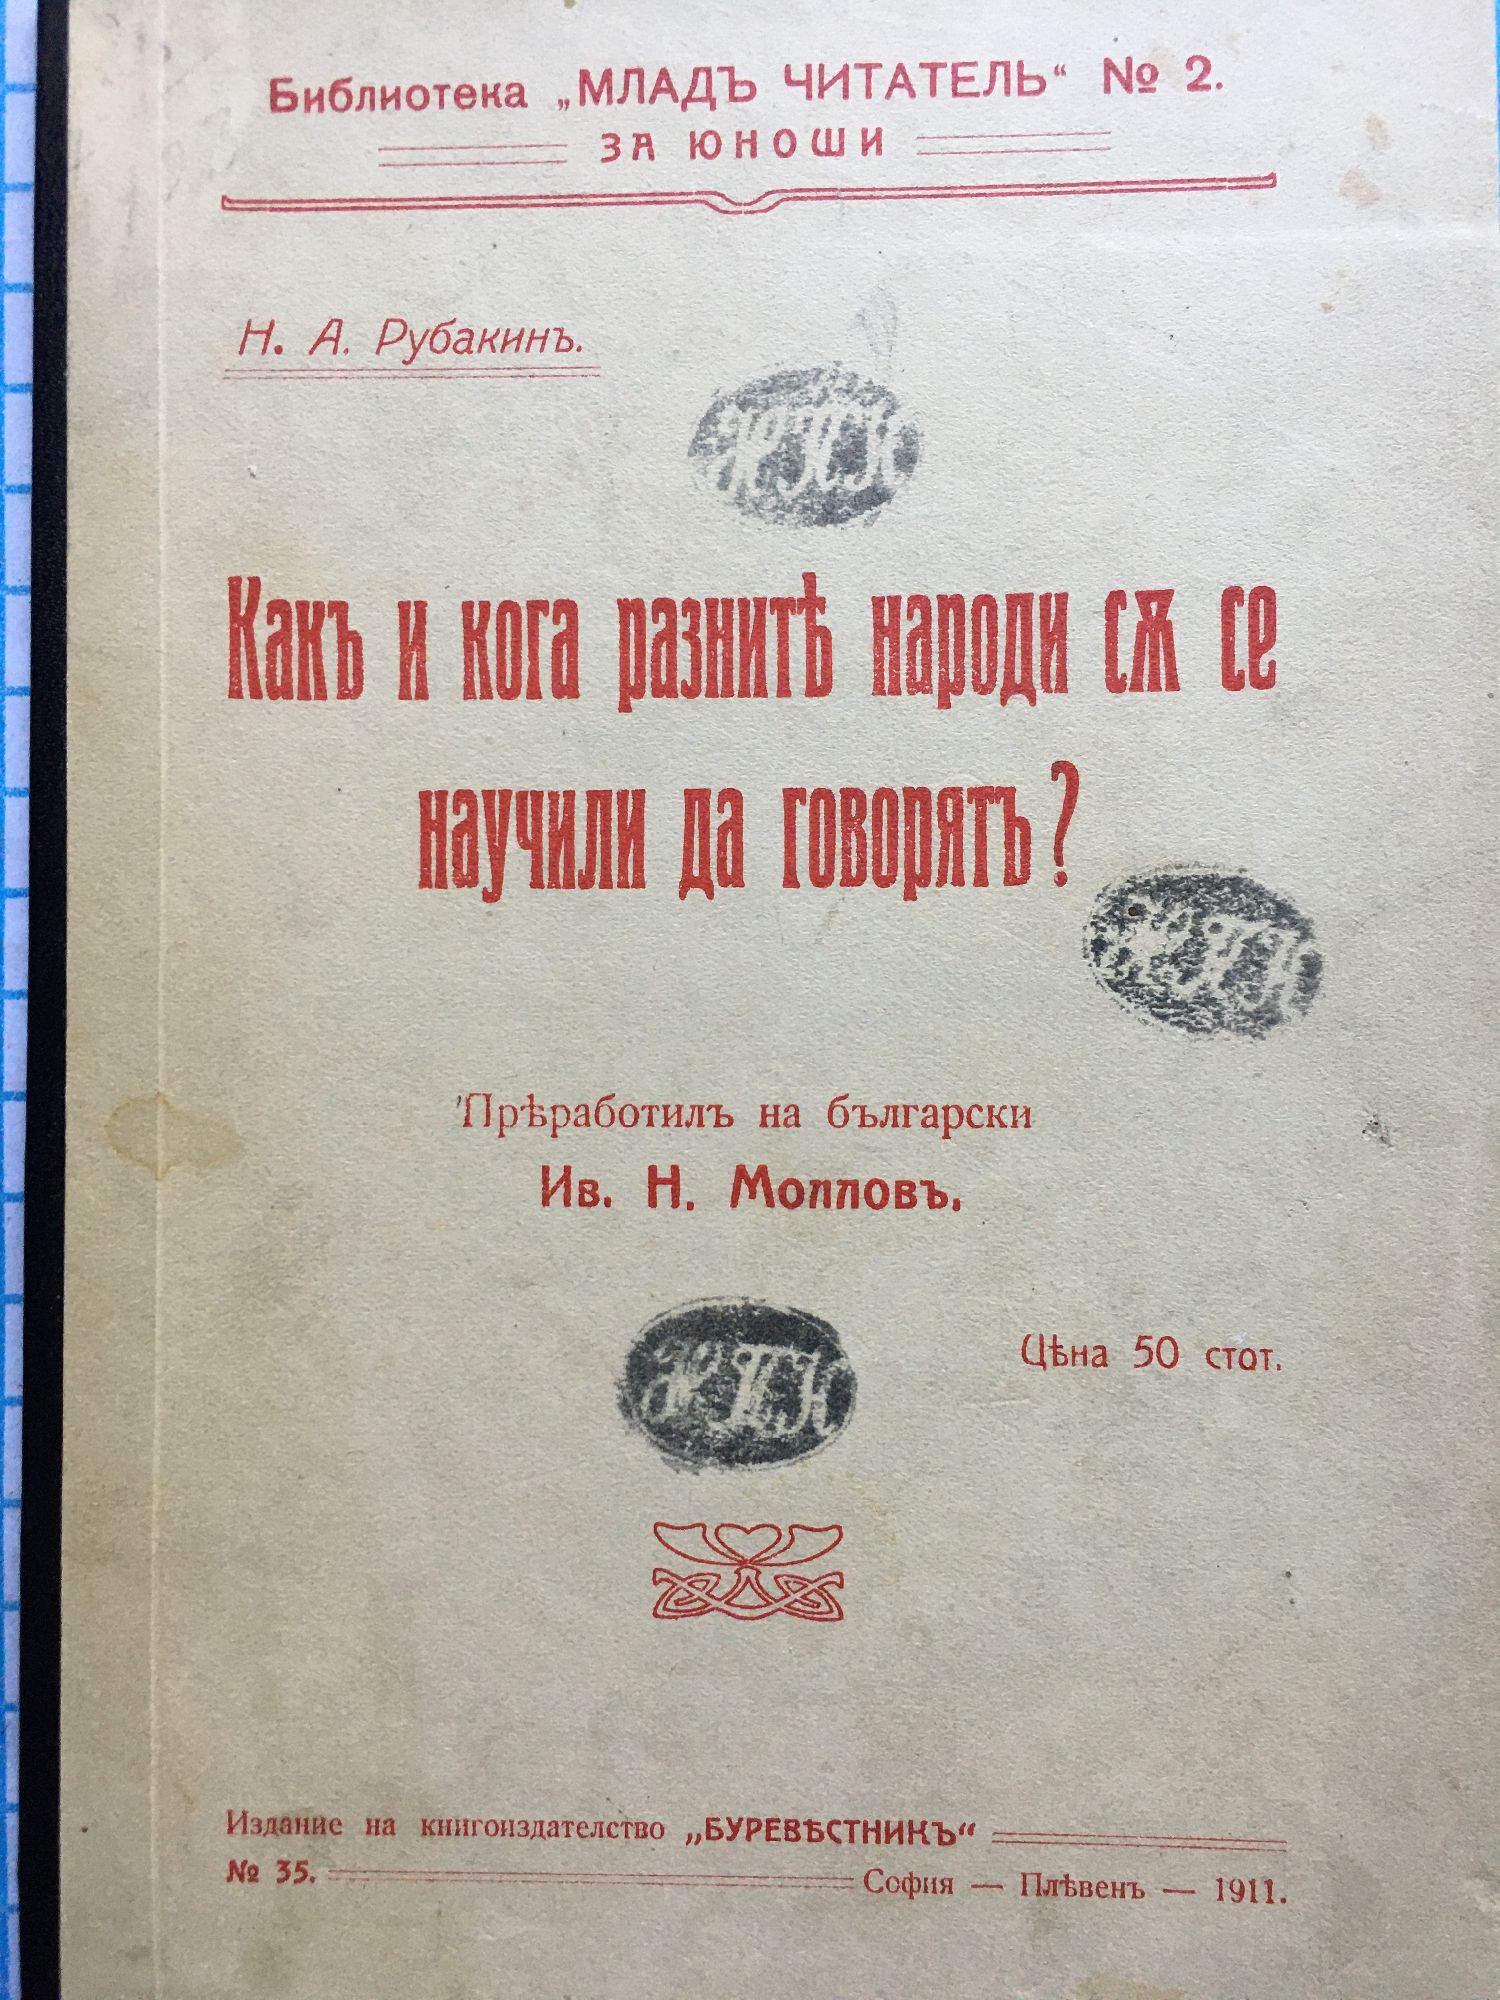 Библиотека „МЛАДЪ ЧИТАТЕЛЬ“ № 2.
ЗА ЮНОШИ
Н. А. Рубакинъ.
Какъ и кога разнитѣ народи сѫ се
научили да говорятъ?
Прѣработилъ на български
Ив. Н. Молловъ.
Цѣна 50 стот.
Издание на книгоиздателство „БУРЕВѢСТНИКЪ“
№ 35. София — Плѣвенъ — 1911.